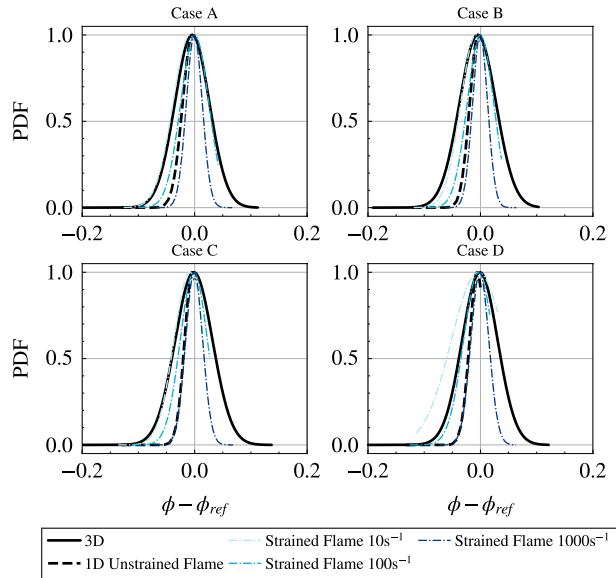 Case A
Case B
PDF
1.0
0.5
0.0
−0.2
0.0
0.2
1.0
0.5
0.0
−0.2
0.0
0.2
Case C
Case D
PDF
1.0
0.5
0.0
−0.2
0.0
0.2
ϕ − ϕref
1.0
0.5
0.0
−0.2
0.0
0.2
ϕ − ϕref
3D
1D Unstrained Flame
Strained Flame 10s⁻¹
Strained Flame 100s⁻¹
Strained Flame 1000s⁻¹